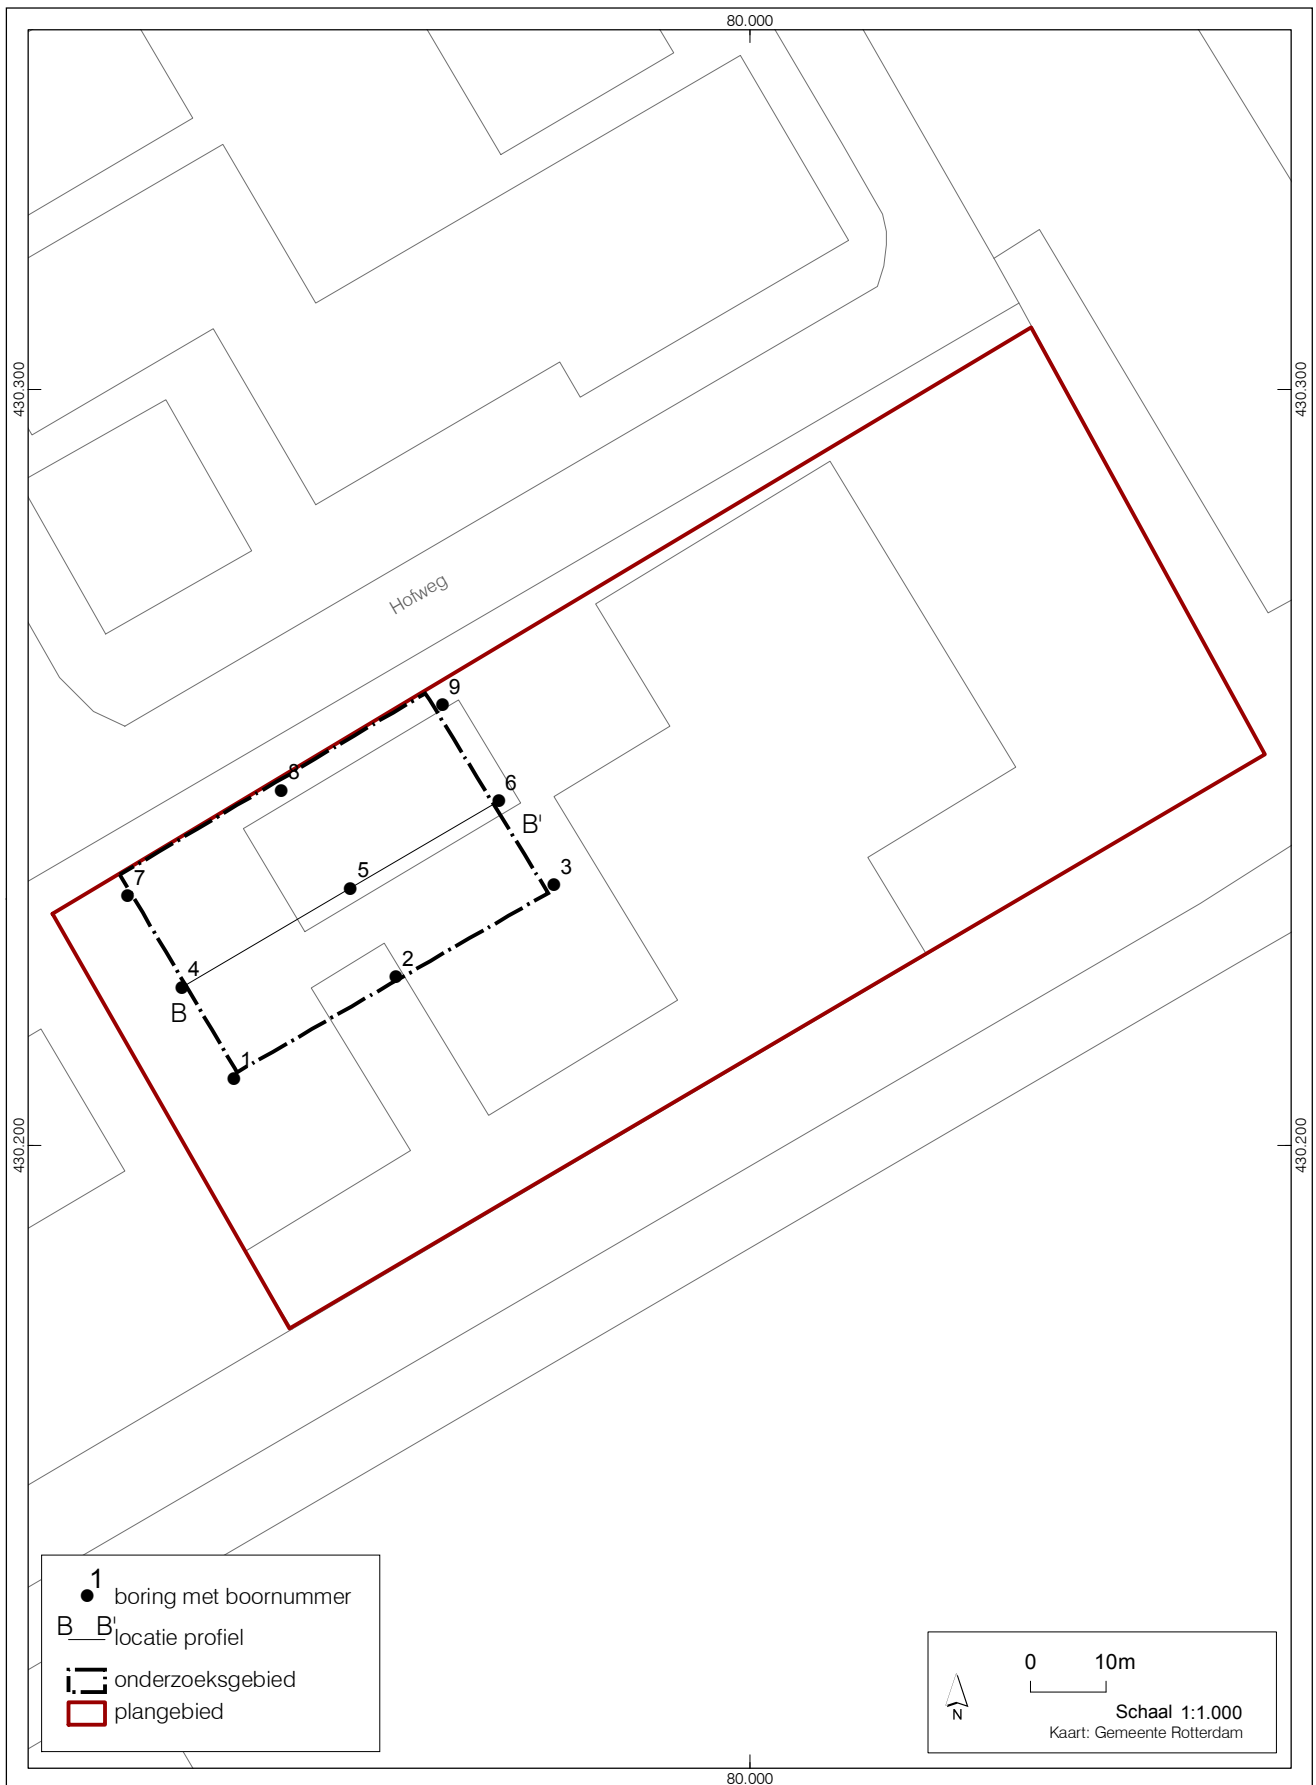 80.000
430.300
430.300
Hofweg
9
8
6
B'
7
5
3
4
B
2
1
430.200
430.200
1
boring met boornummer
B B'
locatie profiel
onderzoeksgebied
plangebied
0 10m
N
Schaal 1:1.000
Kaart: Gemeente Rotterdam
80.000